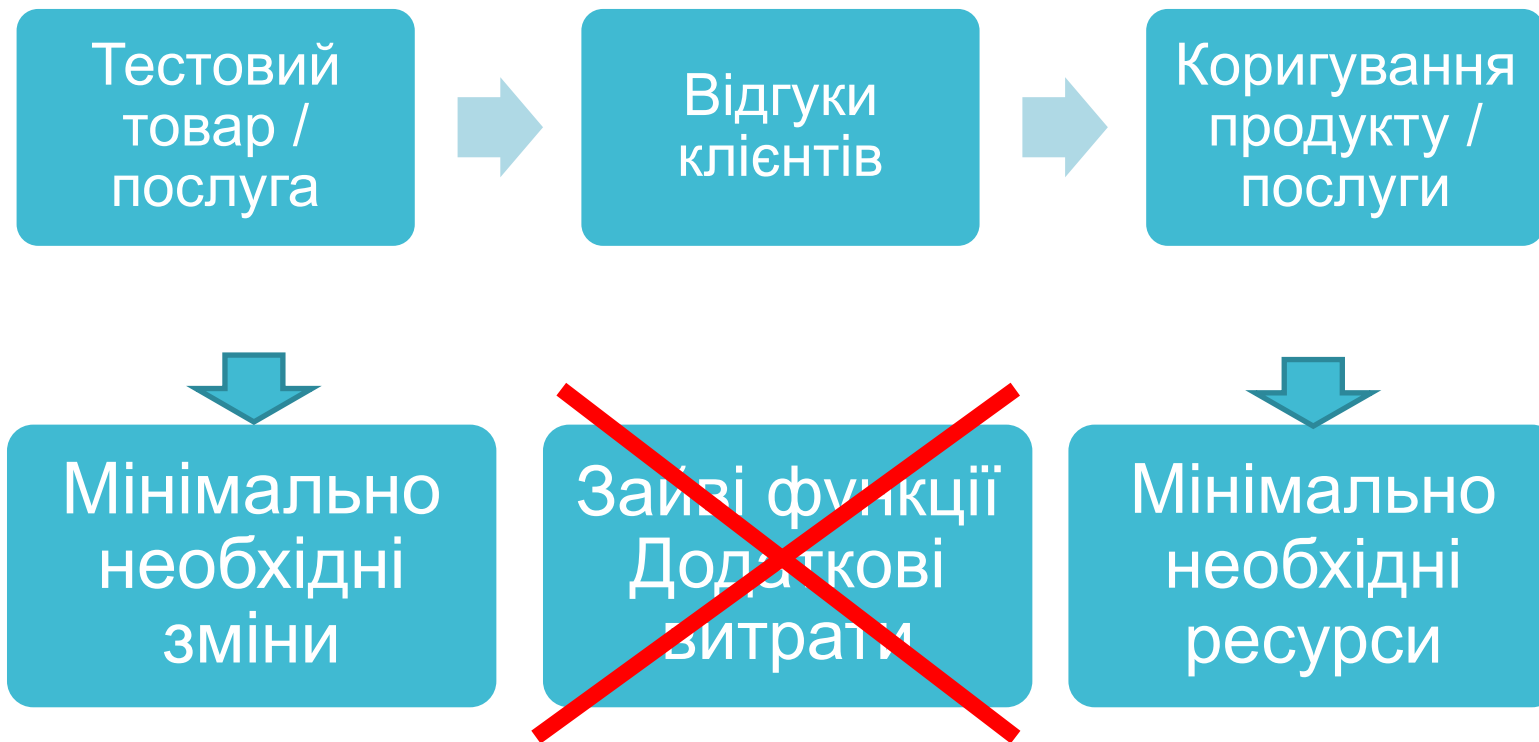 Тестовий
товар /
послуга
Відгуки
клієнтів
Коригування
продукту /
послуги
Мінімально
необхідні
зміни
Зайві функції
Додаткові
витрати
Мінімально
необхідні
ресурси